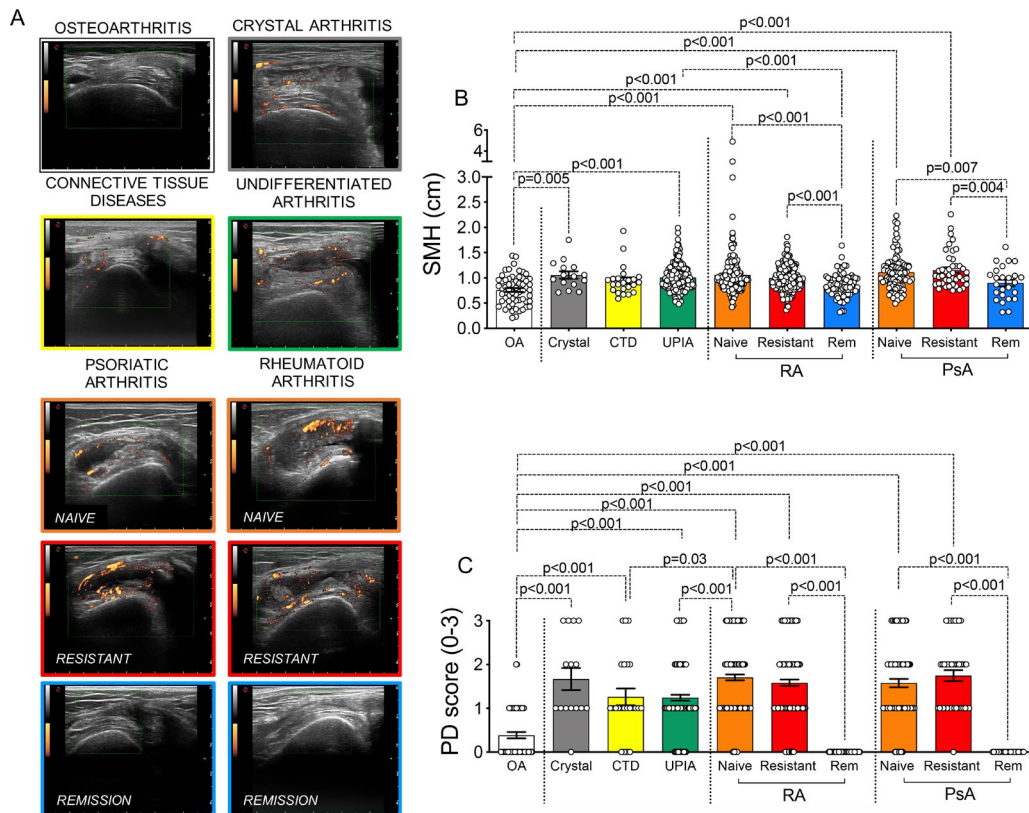 A
OSTEOARTHRITIS
CRYSTAL ARTHRITIS
CONNECTIVE TISSUE
DISEASES
UNDIFFERENTIATED
ARTHRITIS
PSORIATIC
ARTHRITIS
RHEUMATOID
ARTHRITIS
NAIVE
NAIVE
RESISTANT
RESISTANT
REMISSION
REMISSION
B
p<0.001
p<0.001
p<0.001
p<0.001
p<0.001
p<0.001
p<0.001
p=0.005
p<0.001
p=0.007
p=0.004
SMH (cm)
6
4
3
3.0
2.5
2.0
1.5
1.0
0.5
0.0
OA
Crystal
CTD
UPIA
Naive
Resistant
Rem
Naive
Resistant
Rem
RA
PsA
C
p<0.001
p<0.001
p<0.001
p<0.001
p<0.001
p<0.001
p=0.03
p<0.001
p<0.001
p<0.001
p<0.001
p<0.001
p<0.001
p<0.001
PD score (0-3)
3
2
1
0
OA
Crystal
CTD
UPIA
Naive
Resistant
Rem
Naive
Resistant
Rem
RA
PsA